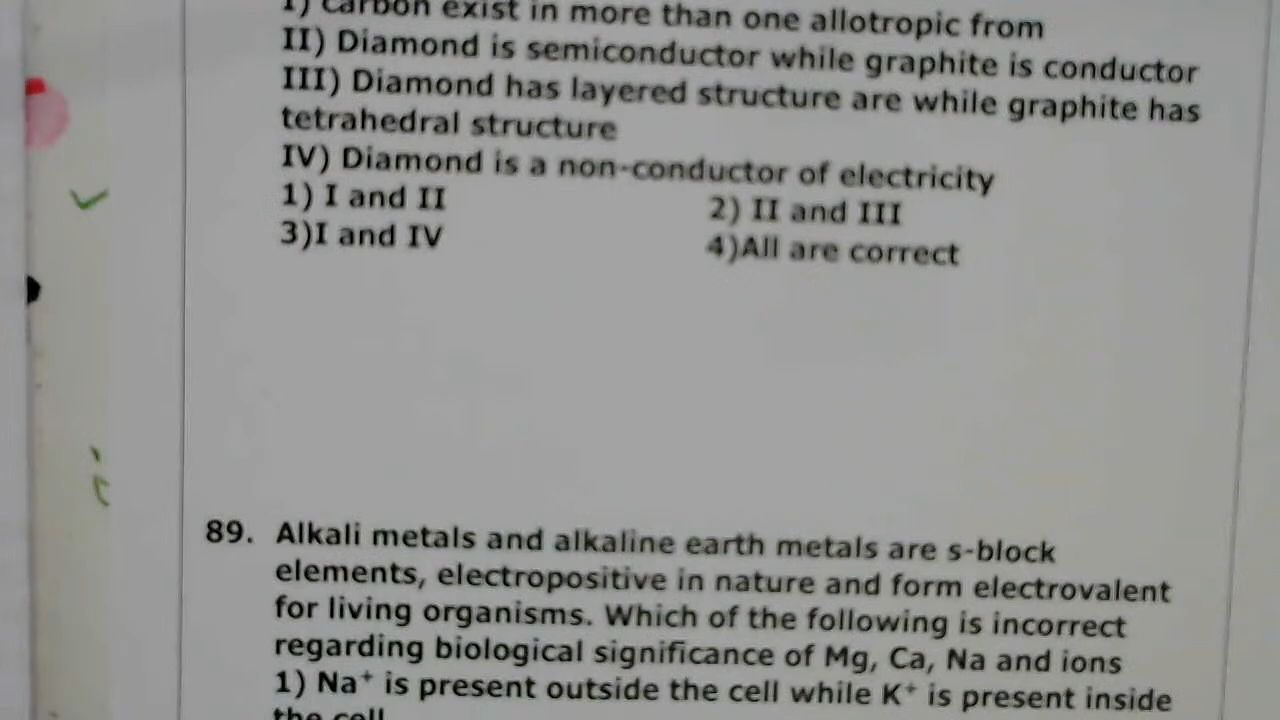 I) Carbon exist in more than one allotropic from
II) Diamond is semiconductor while graphite is conductor
III) Diamond has layered structure are while graphite has
tetrahedral structure
IV) Diamond is a non-conductor of electricity
1) I and II 2) II and III
3)I and IV 4)All are correct
89. Alkali metals and alkaline earth metals are s-block
elements, electropositive in nature and form electrovalent
for living organisms. Which of the following is incorrect
regarding biological significance of Mg, Ca, Na and ions
1) Na⁺ is present outside the cell while K⁺ is present inside
the cell